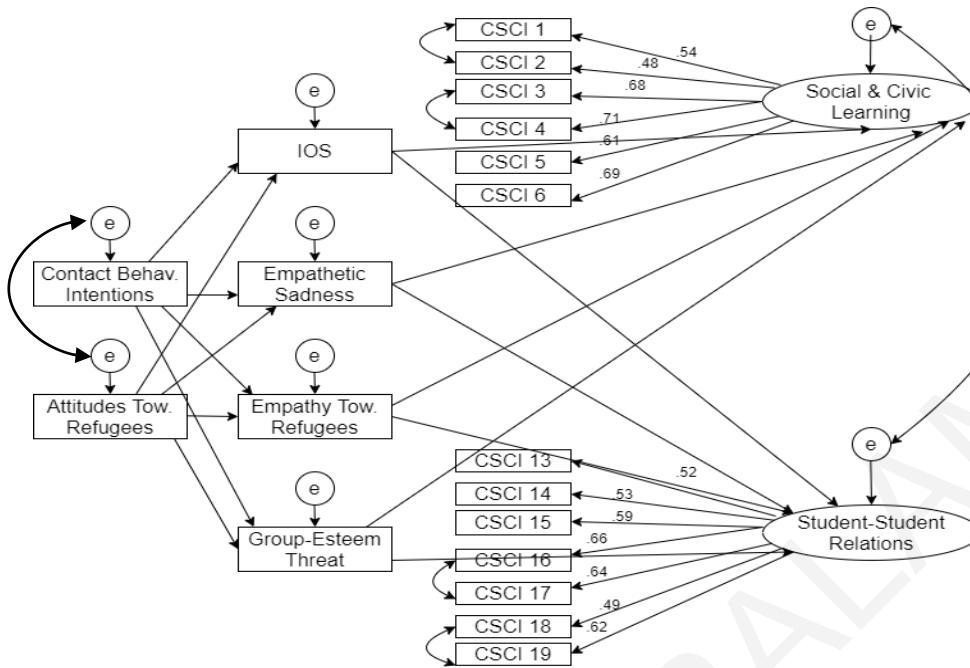 CSCI 1
CSCI 2
CSCI 3
CSCI 4
CSCI 5
CSCI 6
.54
.48
.68
.71
.61
.69
e
Social & Civic
Learning
e
IOS
e
Contact Behav.
Intentions
e
Empathetic
Sadness
e
Attitudes Tow.
Refugees
e
Empathy Tow.
Refugees
e
Group-Esteem
Threat
CSCI 13
CSCI 14
CSCI 15
CSCI 16
CSCI 17
CSCI 18
CSCI 19
.52
.53
.59
.66
.64
.49
.62
e
Student-Student
Relations